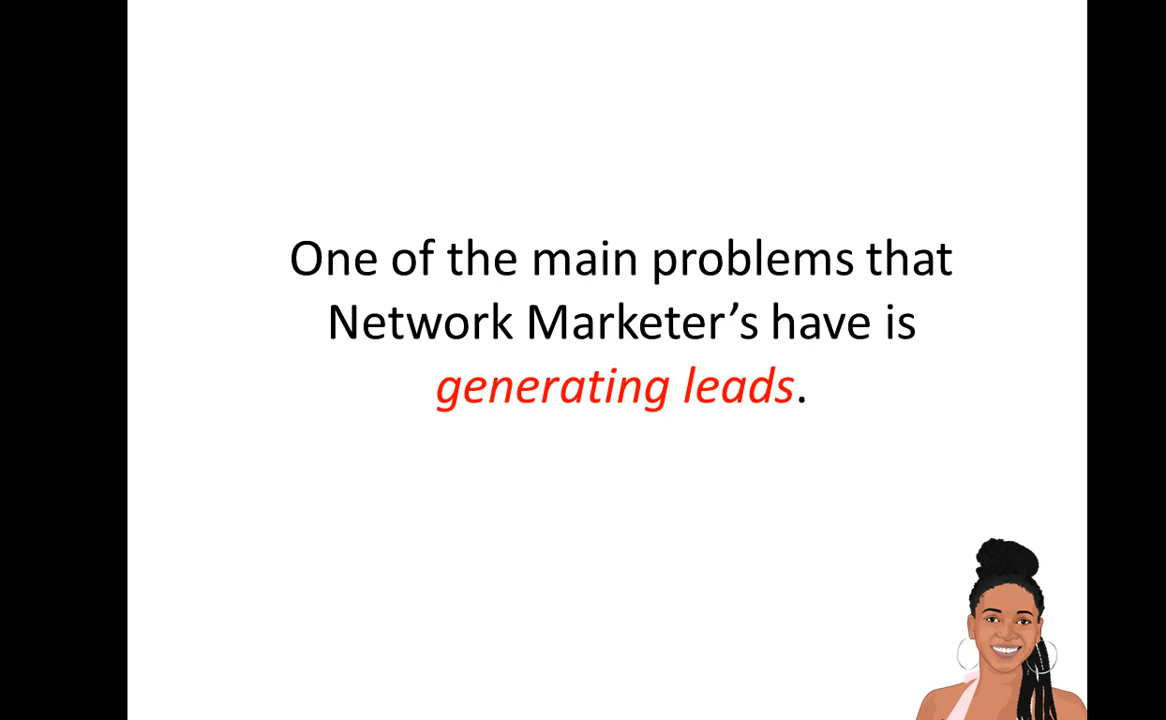 One of the main problems that
Network Marketer’s have is
generating leads.